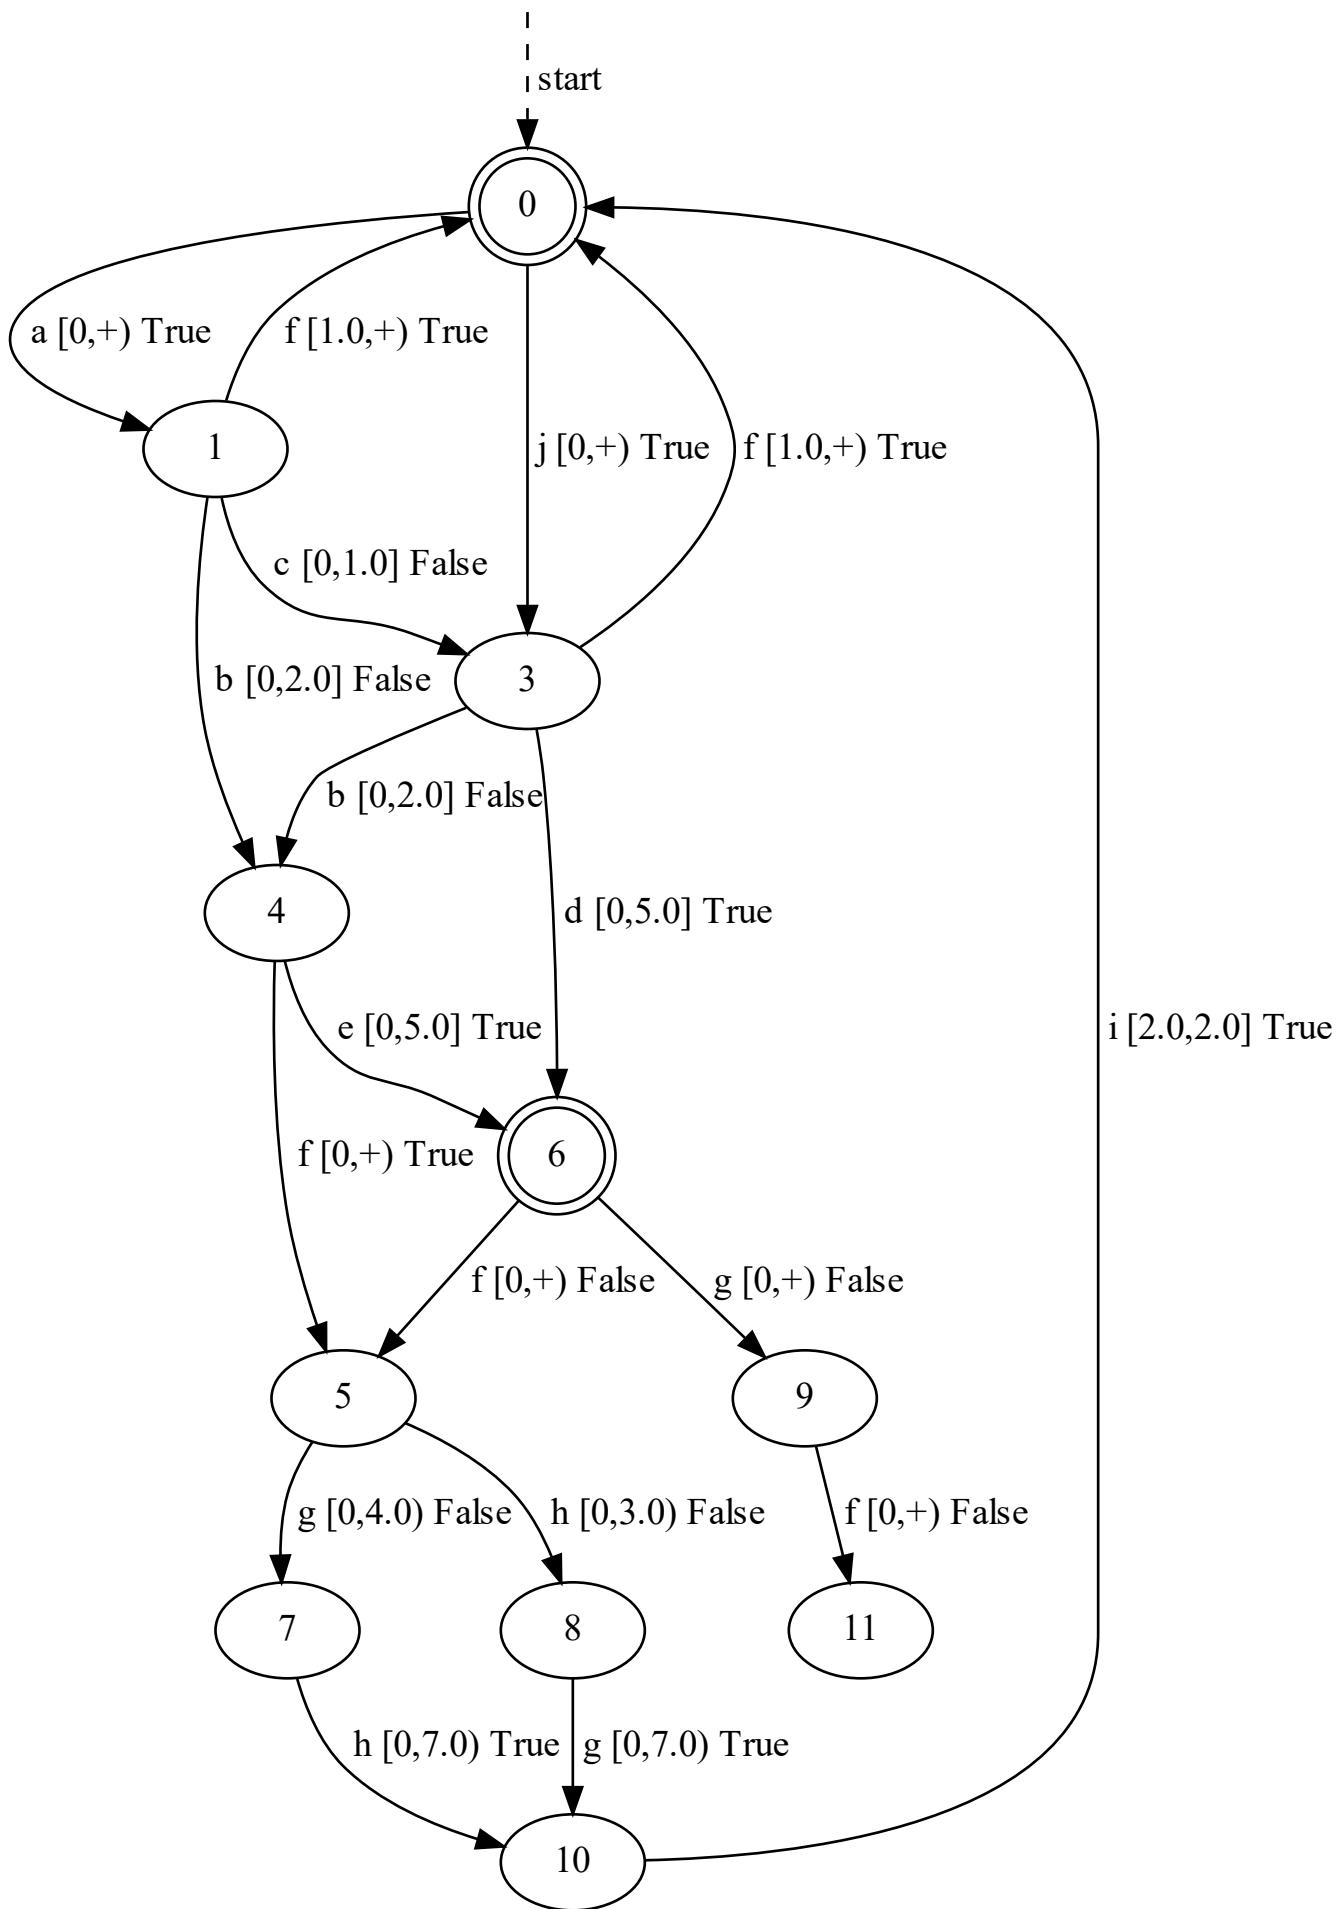 start
0
a [0,+) True
f [1.0,+) True
j [0,+) True
f [1.0,+) True
1
c [0,1.0] False
b [0,2.0] False
3
b [0,2.0] False
4
d [0,5.0] True
e [0,5.0] True
i [2.0,2.0] True
f [0,+) True
6
f [0,+) False
g [0,+) False
5
9
g [0,4.0) False
h [0,3.0) False
f [0,+) False
7
8
11
h [0,7.0) True
g [0,7.0) True
10